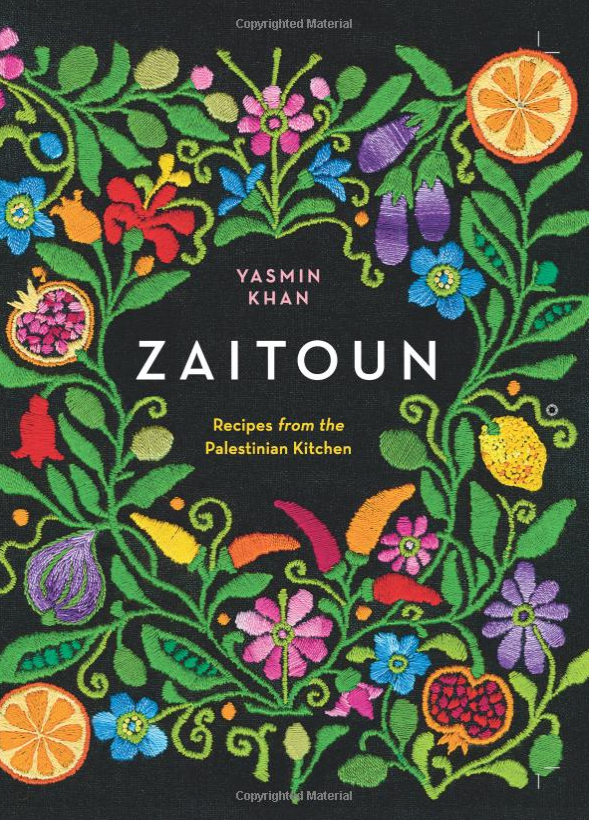 Copyrighted Material
YASMIN
KHAN
ZAITOUN
Recipes from the
Palestinian Kitchen
Copyrighted Material